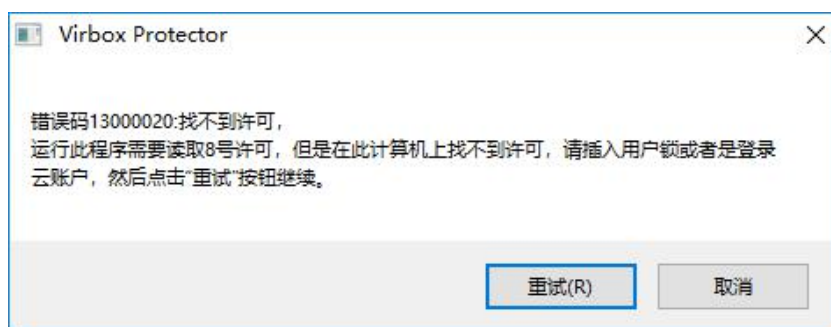 Virbox Protector
错误码13000020:找不到许可,
运行此程序需要读取8号许可，但是在此计算机上找不到许可，请插入用户锁或者是登录
云账户，然后点击“重试”按钮继续。
重试(R)
取消